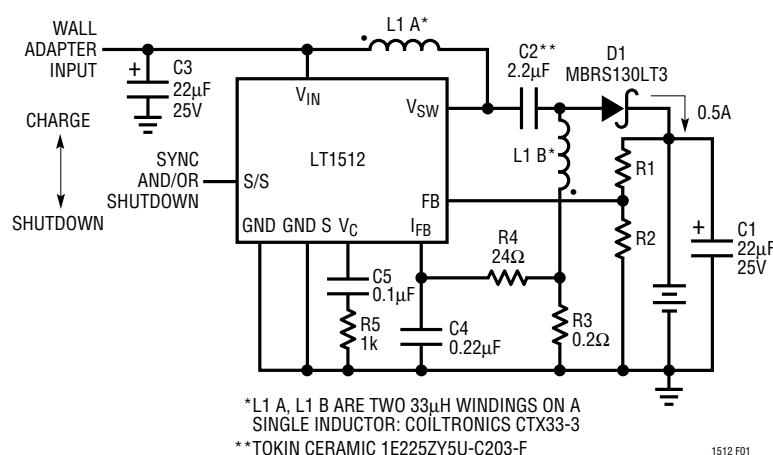 WALL
ADAPTER
INPUT
L1 A*
C3
22µF
25V
C2**
2.2µF
D1
MBRS130LT3
0.5A
CHARGE
SHUTDOWN
SYNC
AND/OR
SHUTDOWN
VIN
VSW
LT1512
S/S
FB
GND
GND S
VC
IFB
L1 B*
R1
R2
R4
24Ω
C1
22µF
25V
C5
0.1µF
R5
1k
C4
0.22µF
R3
0.2Ω
+
+
*L1 A, L1 B ARE TWO 33µH WINDINGS ON A
SINGLE INDUCTOR: COILTRONICS CTX33-3
**TOKIN CERAMIC 1E225ZY5U-C203-F
1512 F01